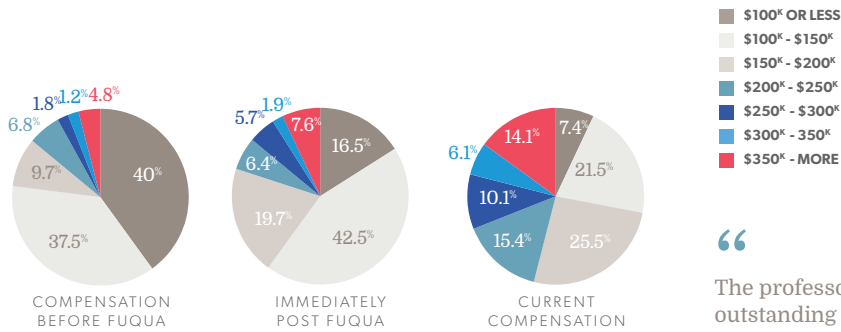 $100K OR LESS
$100K - $150K
$150K - $200K
$200K - $250K
$250K - $300K
$300K - 350K
$350K - MORE
1.8%
1.2%
4.8%
6.8%
9.7%
40%
37.5%
COMPENSATION
BEFORE FUQUA
5.7%
1.9%
7.6%
6.4%
16.5%
19.7%
42.5%
IMMEDIATELY
POST FUQUA
6.1%
14.1%
7.4%
21.5%
10.1%
15.4%
25.5%
CURRENT
COMPENSATION
“
The professo
outstanding